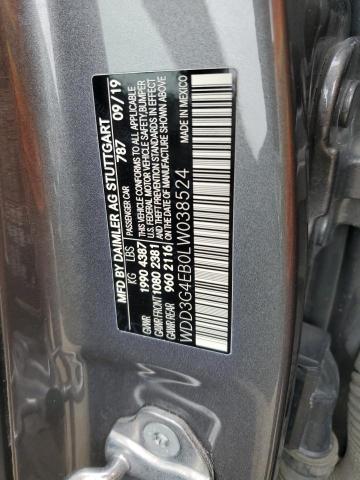 MFD BY DAIMLER AG STUTTGART
PASSENGER CAR 787 09/19
KG LBS THIS VEHICLE CONFORMS TO ALL APPLICABLE
GVWR 1990 4387 U.S. FEDERAL MOTOR VEHICLE SAFETY, BUMPER
GAWR FRONT 1080 2381 AND THEFT PREVENTION STANDARDS IN EFFECT
GAWR REAR 960 2116 ON THE DATE OF MANUFACTURE SHOWN ABOVE
WDD3G4EB0LW038524 MADE IN MEXICO